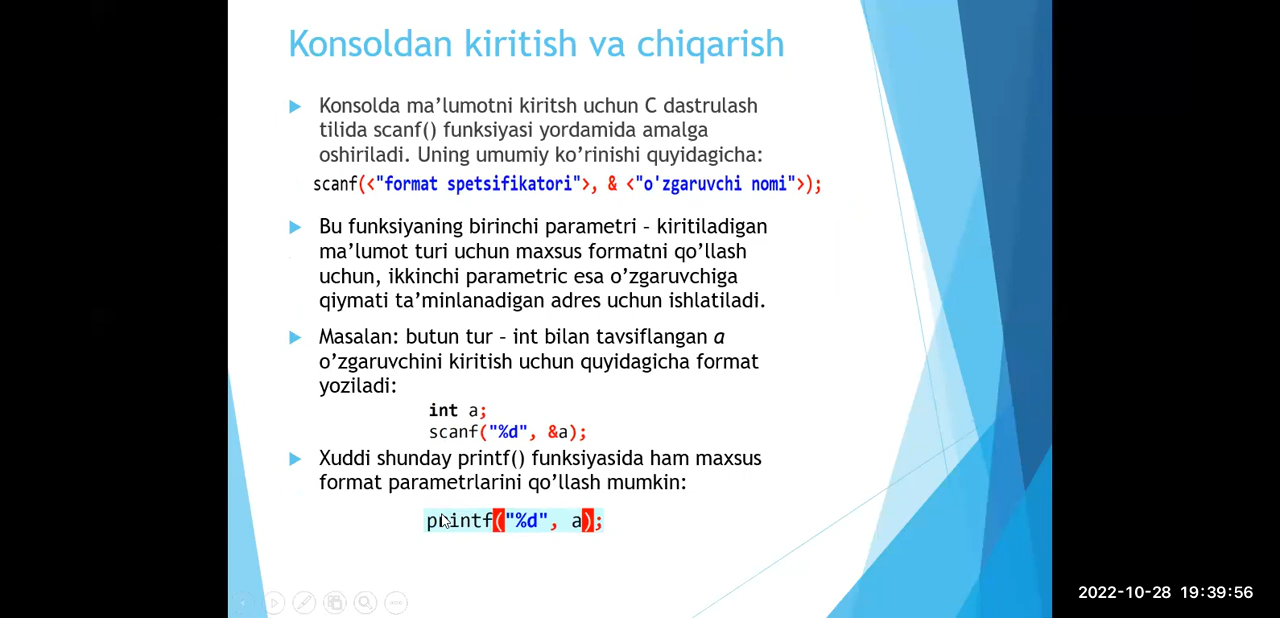 Konsoldan kiritish va chiqarish
Konsolda ma’lumotni kiritsh uchun C dastrulash
tilida scanf() funksiyasi yordamida amalga
oshiriladi. Uning umumiy ko’rinishi quyidagicha:
scanf(<"format spetsifikatori">, & <"o'zgaruvchi nomi">);
Bu funksiyaning birinchi parametri – kiritiladigan
ma’lumot turi uchun maxsus formatni qo’llash
uchun, ikkinchi parametric esa o’zgaruvchiga
qiymati ta’minlanadigan adres uchun ishlatiladi.
Masalan: butun tur – int bilan tavsiflangan a
o’zgaruvchini kiritish uchun quyidagicha format
yoziladi:
int a;
scanf("%d", &a);
Xuddi shunday printf() funksiyasida ham maxsus
format parametrlarini qo’llash mumkin:
printf("%d", a);
2022-10-28 19:39:56